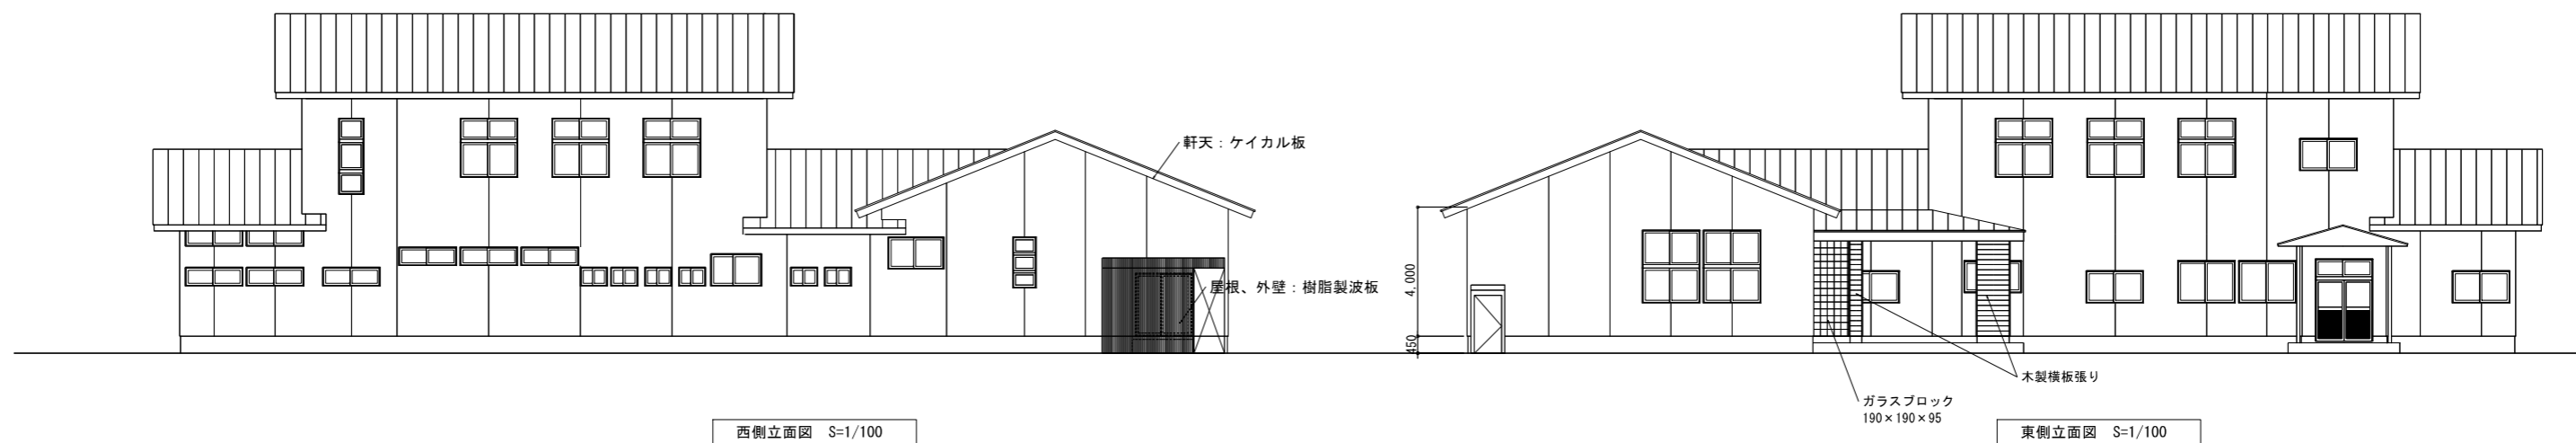 軒天：ケイカル板
屋根、外壁：樹脂製波板
4,000
450
木製横板張り
ガラスブロック
190×190×95
西側立面図　S=1/100
東側立面図　S=1/100